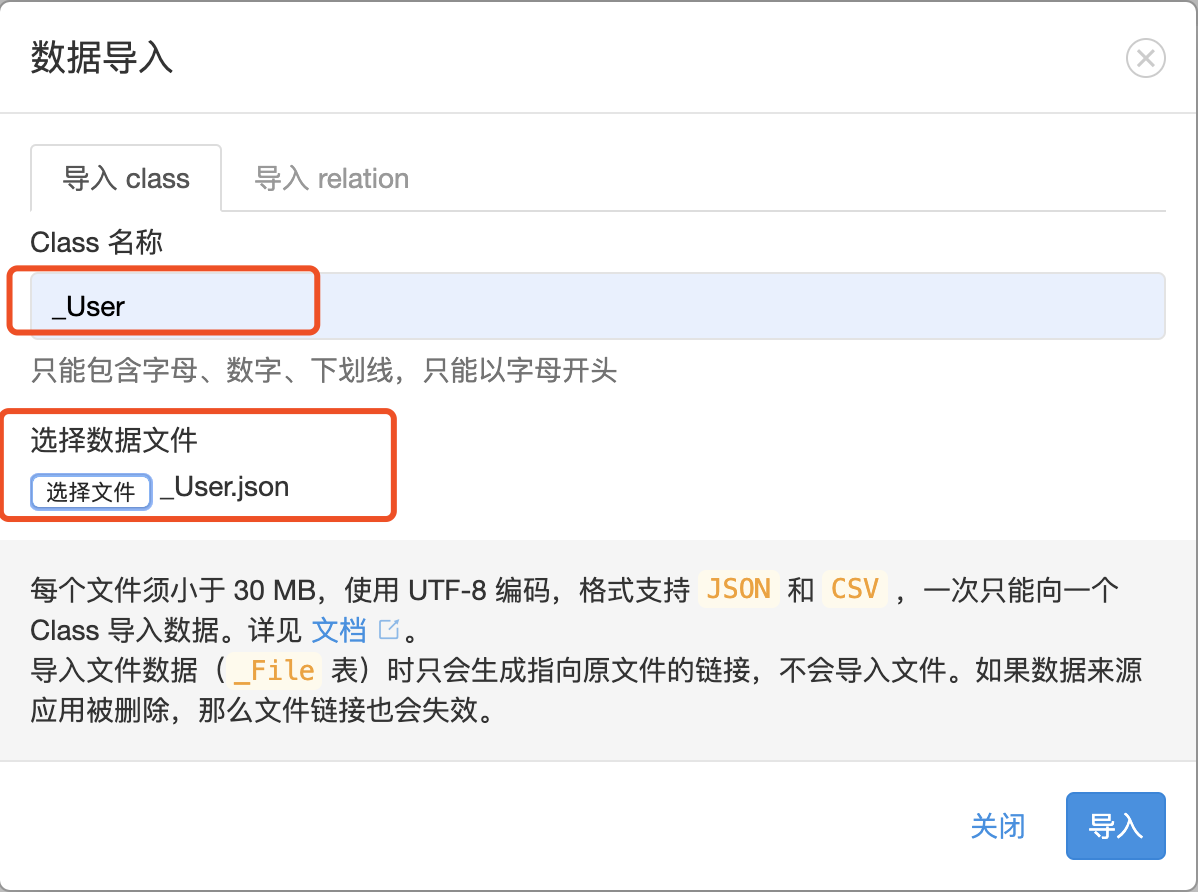 数据导入
导入 class 导入 relation
Class 名称
_User
只能包含字母、数字、下划线，只能以字母开头
选择数据文件
选择文件 _User.json
每个文件须小于 30 MB，使用 UTF-8 编码，格式支持 JSON 和 CSV ，一次只能向一个
Class 导入数据。详见 文档 。
导入文件数据（_File 表）时只会生成指向原文件的链接，不会导入文件。如果数据来源
应用被删除，那么文件链接也会失效。
关闭 导入